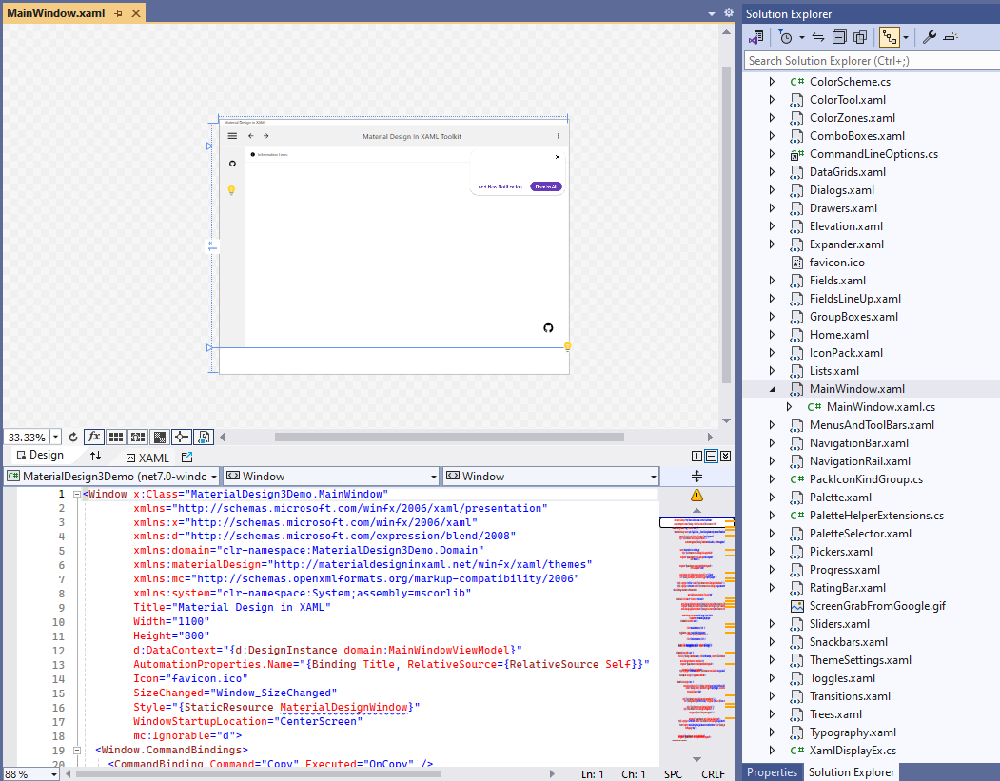 MainWindow.xaml
Material Design in XAML
Material Design In XAML Toolkit
Information Links
Add New Notification
Dismiss All
33.33%
fx
Design
XAML
MaterialDesign3Demo (net7.0-windc
Window
Window
1 <Window x:Class="MaterialDesign3Demo.MainWindow"
2 xmlns="http://schemas.microsoft.com/winfx/2006/xaml/presentation"
3 xmlns:x="http://schemas.microsoft.com/winfx/2006/xaml"
4 xmlns:d="http://schemas.microsoft.com/expression/blend/2008"
5 xmlns:domain="clr-namespace:MaterialDesign3Demo.Domain"
6 xmlns:materialDesign="http://materialdesigninxaml.net/winfx/xaml/themes"
7 xmlns:mc="http://schemas.openxmlformats.org/markup-compatibility/2006"
8 xmlns:system="clr-namespace:System;assembly=mscorlib"
9 Title="Material Design in XAML"
10 Width="1100"
11 Height="800"
12 d:DataContext="{d:DesignInstance domain:MainWindowViewModel}"
13 AutomationProperties.Name="{Binding Title, RelativeSource={RelativeSource Self}}"
14 Icon="favicon.ico"
15 SizeChanged="Window_SizeChanged"
16 Style="{StaticResource MaterialDesignWindow}"
17 WindowStartupLocation="CenterScreen"
18 mc:Ignorable="d">
19 <Window.CommandBindings>
20 <CommandBinding Command="Copy" Executed="OnCopy" />
88 %
Ln: 1 Ch: 1 SPC CRLF
Solution Explorer
Search Solution Explorer (Ctrl+;)
C# ColorScheme.cs
ColorTool.xaml
ColorZones.xaml
ComboBoxes.xaml
C# CommandLineOptions.cs
DataGrids.xaml
Dialogs.xaml
Drawers.xaml
Elevation.xaml
Expander.xaml
favicon.ico
Fields.xaml
FieldsLineUp.xaml
GroupBoxes.xaml
Home.xaml
IconPack.xaml
Lists.xaml
MainWindow.xaml
C# MainWindow.xaml.cs
MenusAndToolBars.xaml
NavigationBar.xaml
NavigationRail.xaml
C# PackIconKindGroup.cs
Palette.xaml
C# PaletteHelperExtensions.cs
PaletteSelector.xaml
Pickers.xaml
Progress.xaml
RatingBar.xaml
ScreenGrabFromGoogle.gif
Sliders.xaml
Snackbars.xaml
ThemeSettings.xaml
Toggles.xaml
Transitions.xaml
Trees.xaml
Typography.xaml
C# XamlDisplayEx.cs
Properties
Solution Explorer